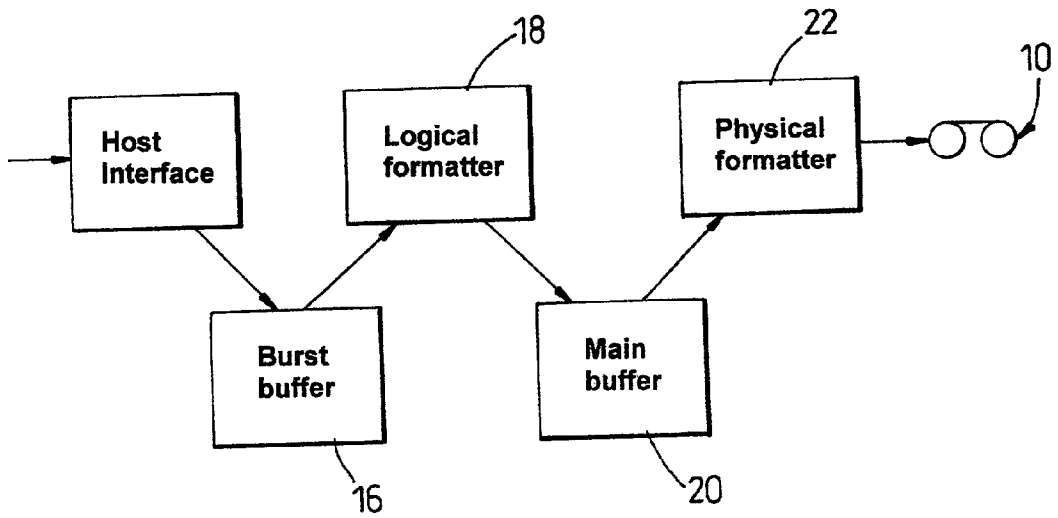 18
22
10
Host
Interface
Logical
formatter
Physical
formatter
Burst
buffer
Main
buffer
16
20